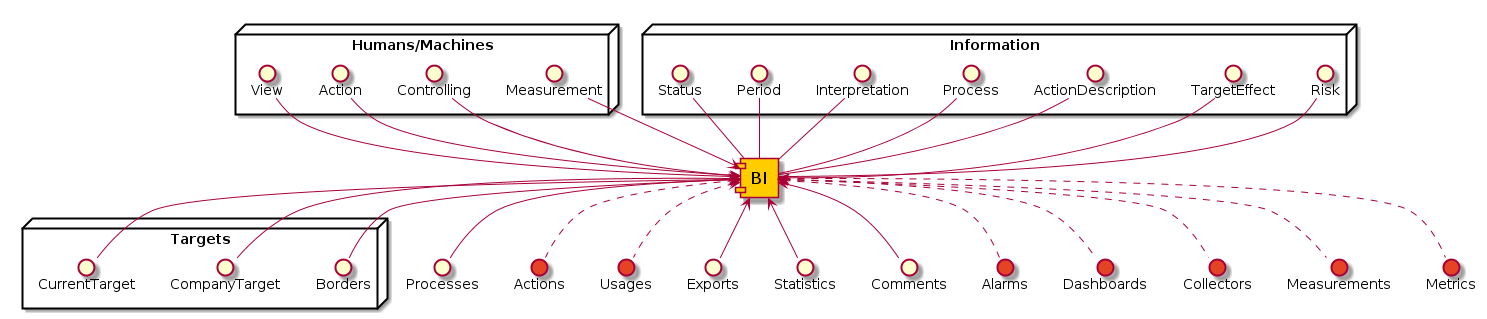 Humans/Machines
Information
View
Action
Controlling
Measurement
Status
Period
Interpretation
Process
ActionDescription
TargetEffect
Risk
BI
Targets
CurrentTarget
CompanyTarget
Borders
Processes
Actions
Usages
Exports
Statistics
Comments
Alarms
Dashboards
Collectors
Measurements
Metrics